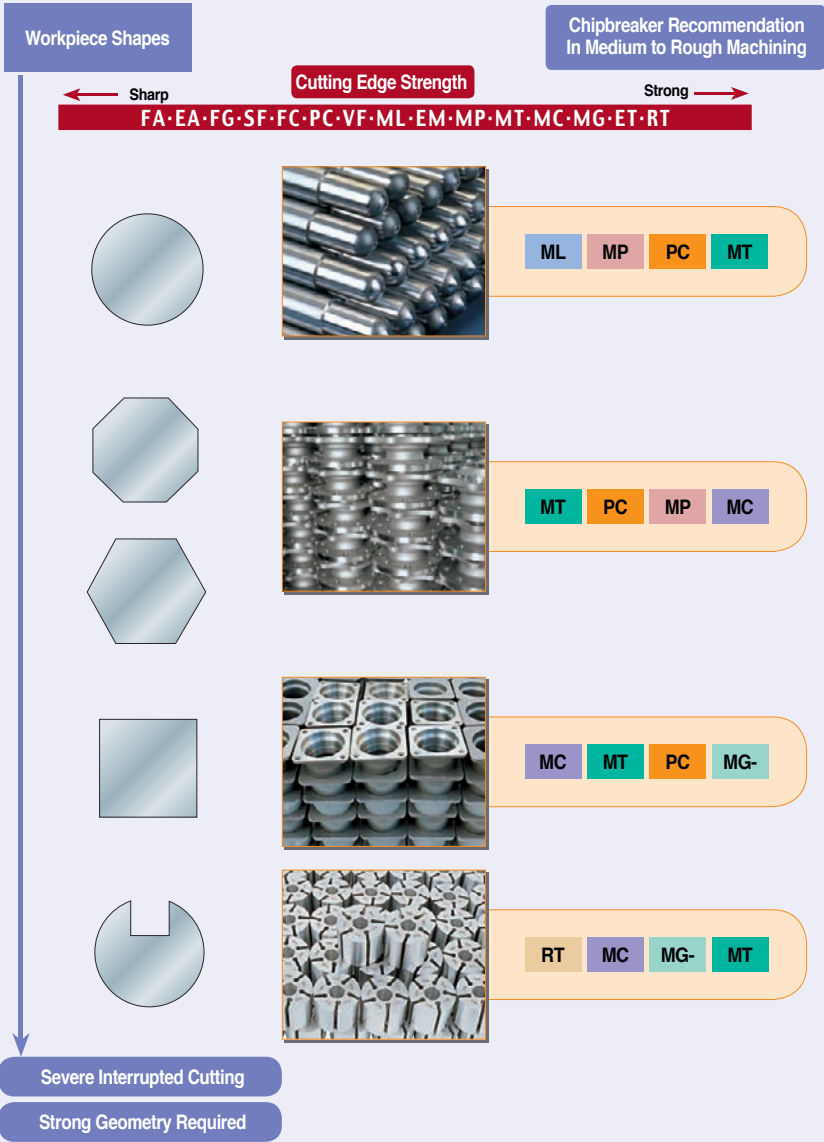 Workpiece Shapes
Chipbreaker Recommendation
In Medium to Rough Machining
Cutting Edge Strength
Sharp
Strong
FA·EA·FG·SF·FC·PC·VF·ML·EM·MP·MT·MC·MG·ET·RT
ML MP PC MT
MT PC MP MC
MC MT PC MG-
RT MC MG- MT
Severe Interrupted Cutting
Strong Geometry Required